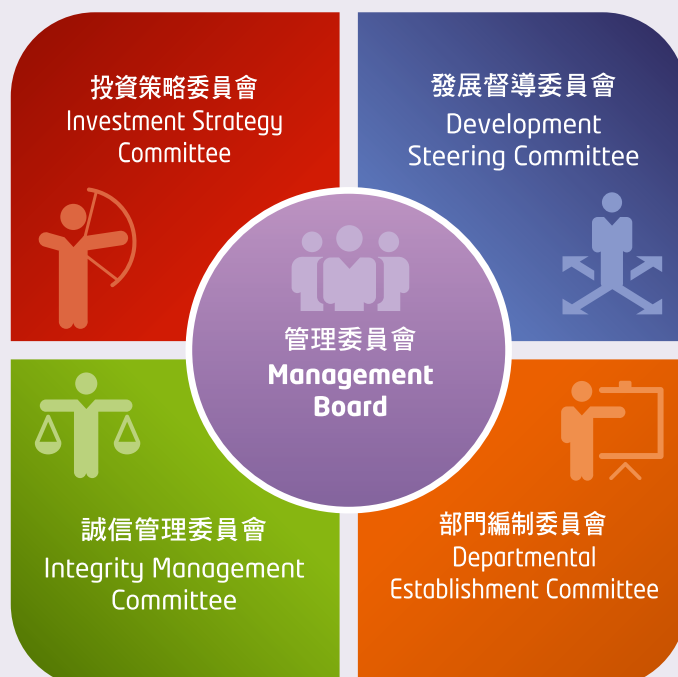 投資策略委員會
Investment Strategy
Committee
發展督導委員會
Development
Steering Committee
管理委員會
Management
Board
誠信管理委員會
Integrity Management
Committee
部門編制委員會
Departmental
Establishment Committee